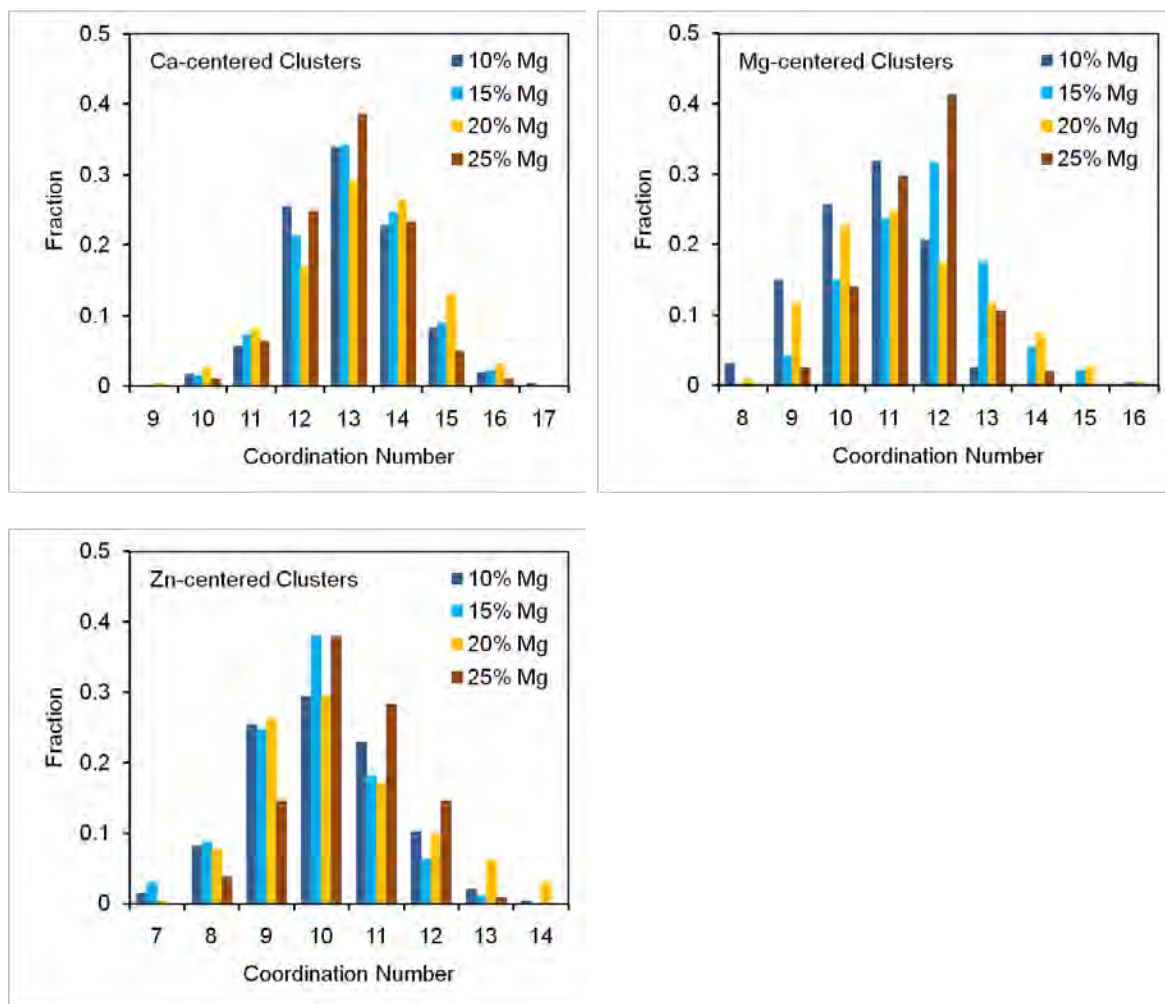 Ca-centered Clusters
10% Mg
15% Mg
20% Mg
25% Mg
Fraction
0.5
0.4
0.3
0.2
0.1
0
9 10 11 12 13 14 15 16 17
Coordination Number
Mg-centered Clusters
10% Mg
15% Mg
20% Mg
25% Mg
Fraction
0.5
0.4
0.3
0.2
0.1
0
8 9 10 11 12 13 14 15 16
Coordination Number
Zn-centered Clusters
10% Mg
15% Mg
20% Mg
25% Mg
Fraction
0.5
0.4
0.3
0.2
0.1
0
7 8 9 10 11 12 13 14
Coordination Number